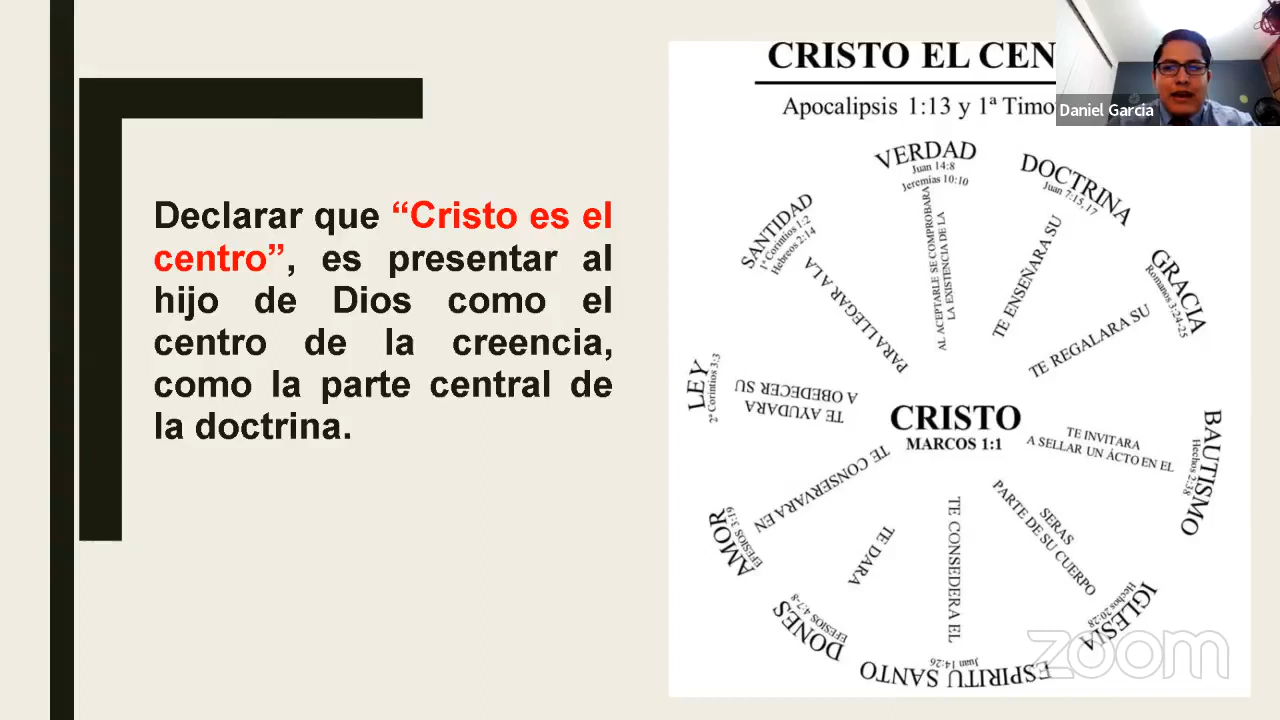 Declarar que “Cristo es el
centro”, es presentar al
hijo de Dios como el
centro de la creencia,
como la parte central de
la doctrina.
CRISTO EL CEN
Apocalipsis 1:13 y 1ª Timo
Daniel Garcia
VERDAD
Juan 14:8
Jeremías 10:10
AL ACEPTARLE SE COMPROBARA
LA EXISTENCIA DE LA
DOCTRINA
Juan 7:15,17
TE ENSEÑARA SU
GRACIA
Romanos 3:24-25
TE REGALARA SU
BAUTISMO
Hechos 2:38
TE INVITARA
A SELLAR UN ÁCTO EN EL
IGLESIA
Hechos 20:28
SERAS
PARTE DE SU CUERPO
ESPIRITU SANTO
Juan 14:26
TE CONSEDERA EL
DONES
EFESIOS 4:7-8
TE DARA
AMOR
EFESIOS 3:19
TE CONSERVARA EN
LEY
2ª Corintios 3:3
TE AYUDARA
A OBEDECER SU
SANTIDAD
1ª Corintios 1:2
Hebreos 2:14
PARA LLEGAR A LA
CRISTO
MARCOS 1:1
zoom